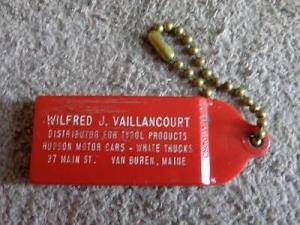 WILFRED J. VAILLANCOURT
DISTRIBUTOR FOR TYDOL PRODUCTS
HUDSON MOTOR CARS - WHITE TRUCKS
37 MAIN ST. VAN BUREN, MAINE